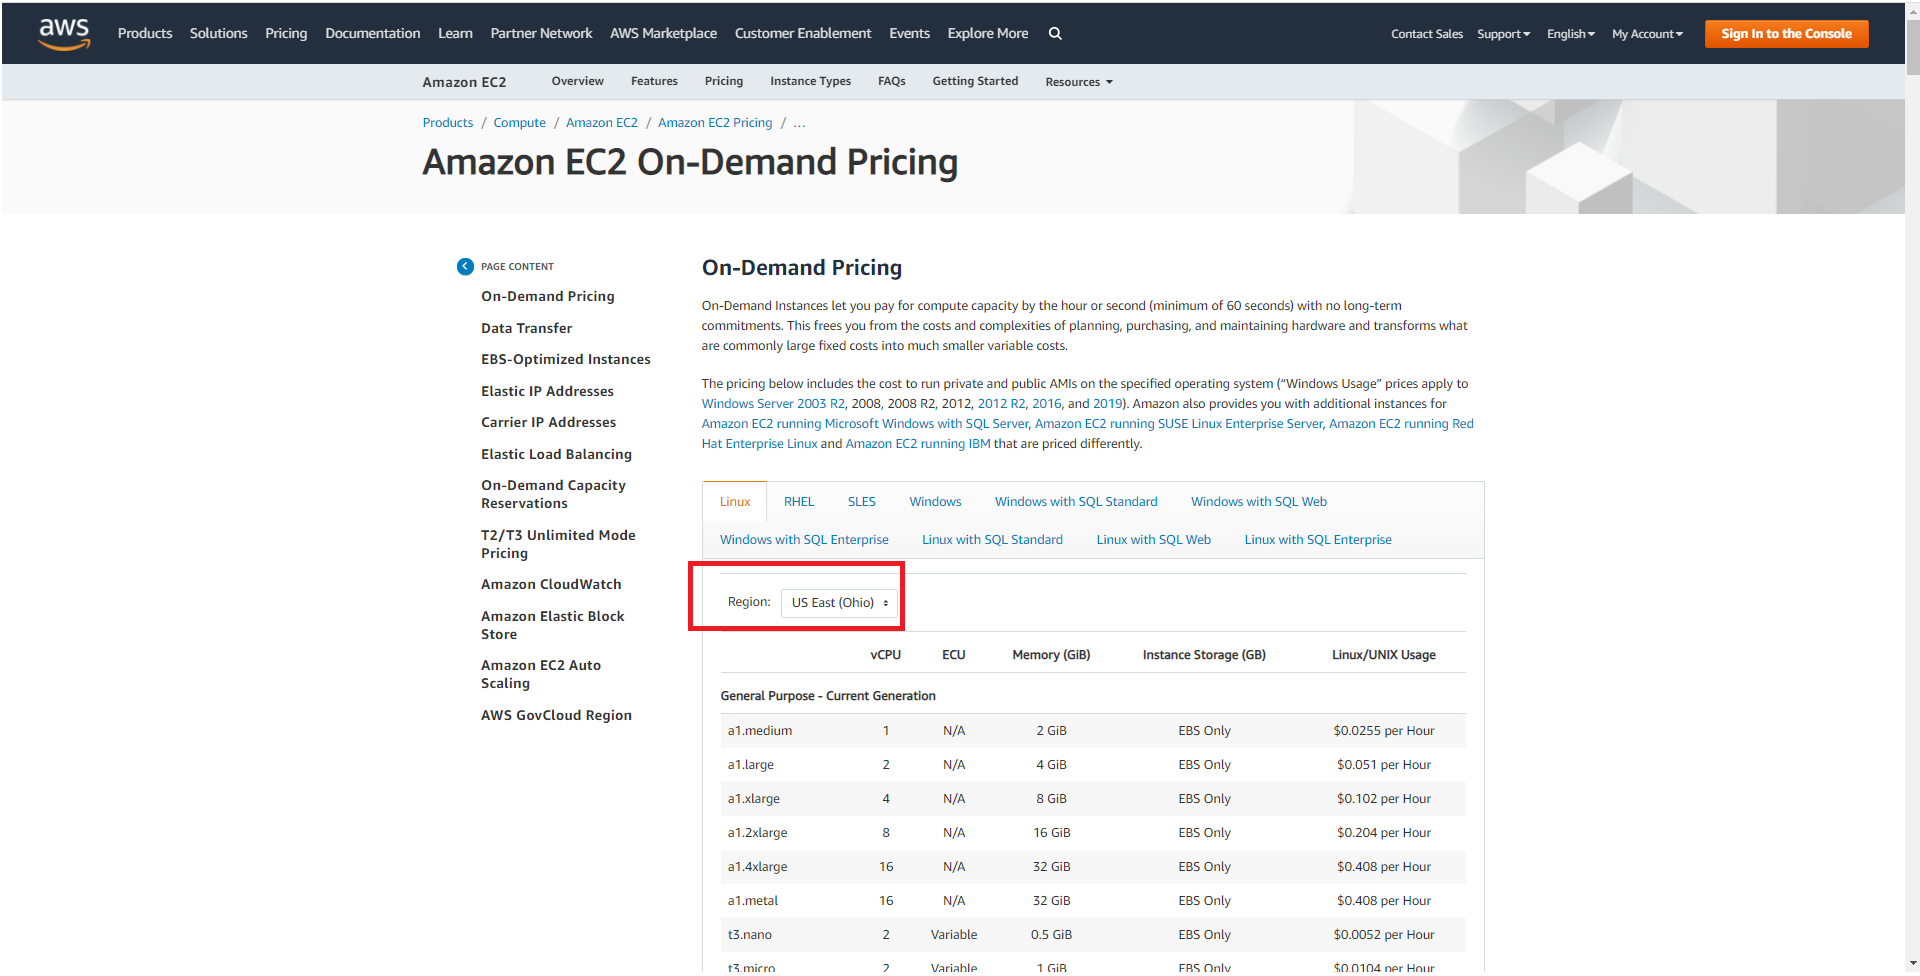 aws Products Solutions Pricing Documentation Learn Partner Network AWS Marketplace Customer Enablement Events Explore More Contact Sales Support English My Account Sign In to the Console
Amazon EC2 Overview Features Pricing Instance Types FAQs Getting Started Resources
Products / Compute / Amazon EC2 / Amazon EC2 Pricing / ...
Amazon EC2 On-Demand Pricing
PAGE CONTENT
On-Demand Pricing
Data Transfer
EBS-Optimized Instances
Elastic IP Addresses
Carrier IP Addresses
Elastic Load Balancing
On-Demand Capacity
Reservations
T2/T3 Unlimited Mode
Pricing
Amazon CloudWatch
Amazon Elastic Block
Store
Amazon EC2 Auto
Scaling
AWS GovCloud Region
On-Demand Pricing
On-Demand Instances let you pay for compute capacity by the hour or second (minimum of 60 seconds) with no long-term
commitments. This frees you from the costs and complexities of planning, purchasing, and maintaining hardware and transforms what
are commonly large fixed costs into much smaller variable costs.
The pricing below includes the cost to run private and public AMIs on the specified operating system (“Windows Usage” prices apply to
Windows Server 2003 R2, 2008, 2008 R2, 2012, 2012 R2, 2016, and 2019). Amazon also provides you with additional instances for
Amazon EC2 running Microsoft Windows with SQL Server, Amazon EC2 running SUSE Linux Enterprise Server, Amazon EC2 running Red
Hat Enterprise Linux and Amazon EC2 running IBM that are priced differently.
Linux RHEL SLES Windows Windows with SQL Standard Windows with SQL Web
Windows with SQL Enterprise Linux with SQL Standard Linux with SQL Web Linux with SQL Enterprise
Region: US East (Ohio)
vCPU ECU Memory (GiB) Instance Storage (GB) Linux/UNIX Usage
General Purpose - Current Generation
a1.medium 1 N/A 2 GiB EBS Only $0.0255 per Hour
a1.large 2 N/A 4 GiB EBS Only $0.051 per Hour
a1.xlarge 4 N/A 8 GiB EBS Only $0.102 per Hour
a1.2xlarge 8 N/A 16 GiB EBS Only $0.204 per Hour
a1.4xlarge 16 N/A 32 GiB EBS Only $0.408 per Hour
a1.metal 16 N/A 32 GiB EBS Only $0.408 per Hour
t3.nano 2 Variable 0.5 GiB EBS Only $0.0052 per Hour
t3.micro 2 Variable 1 GiB EBS Only $0.0104 per Hour